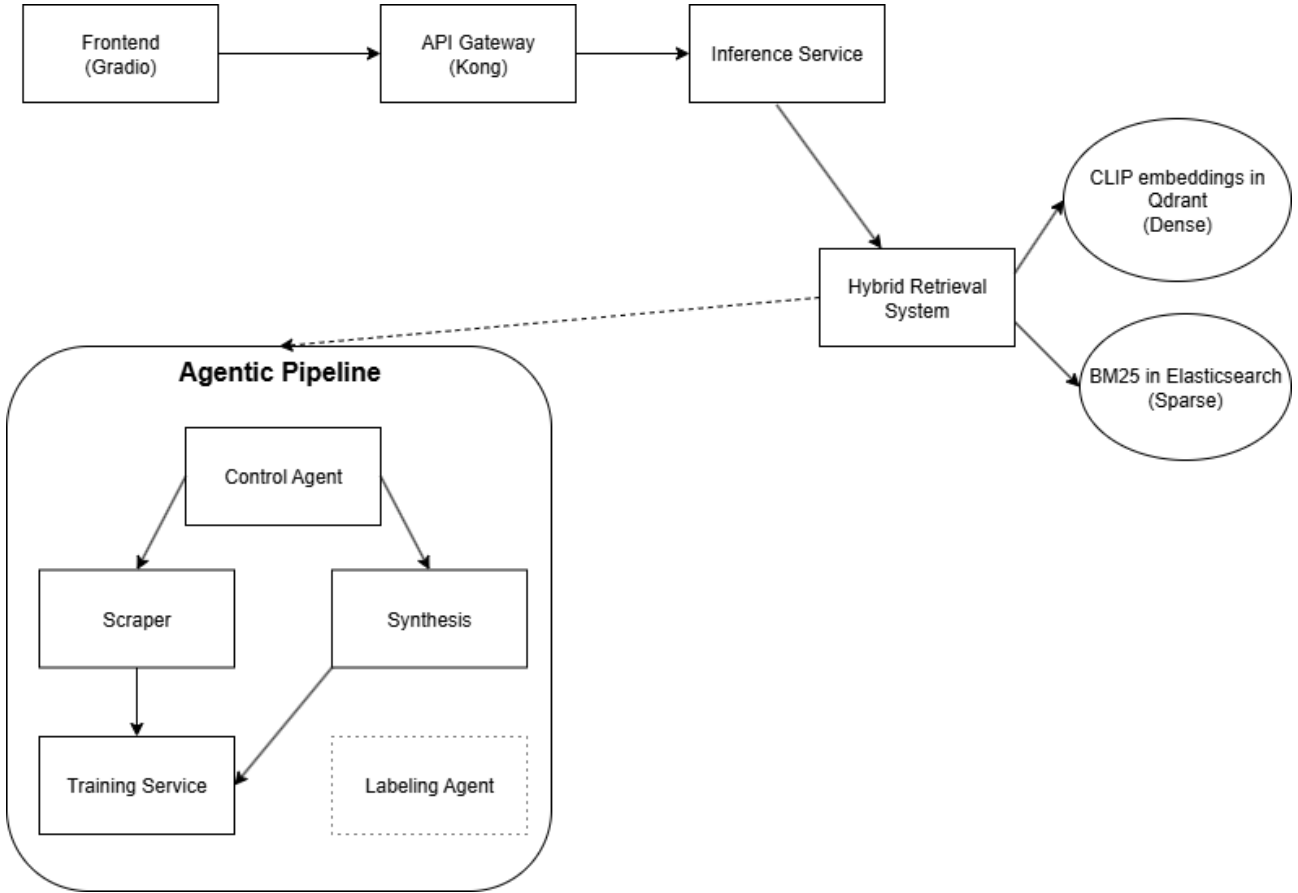 Frontend
(Gradio)
API Gateway
(Kong)
Inference Service
CLIP embeddings in
Qdrant
(Dense)
Hybrid Retrieval
System
BM25 in Elasticsearch
(Sparse)
Agentic Pipeline
Control Agent
Scraper
Synthesis
Training Service
Labeling Agent